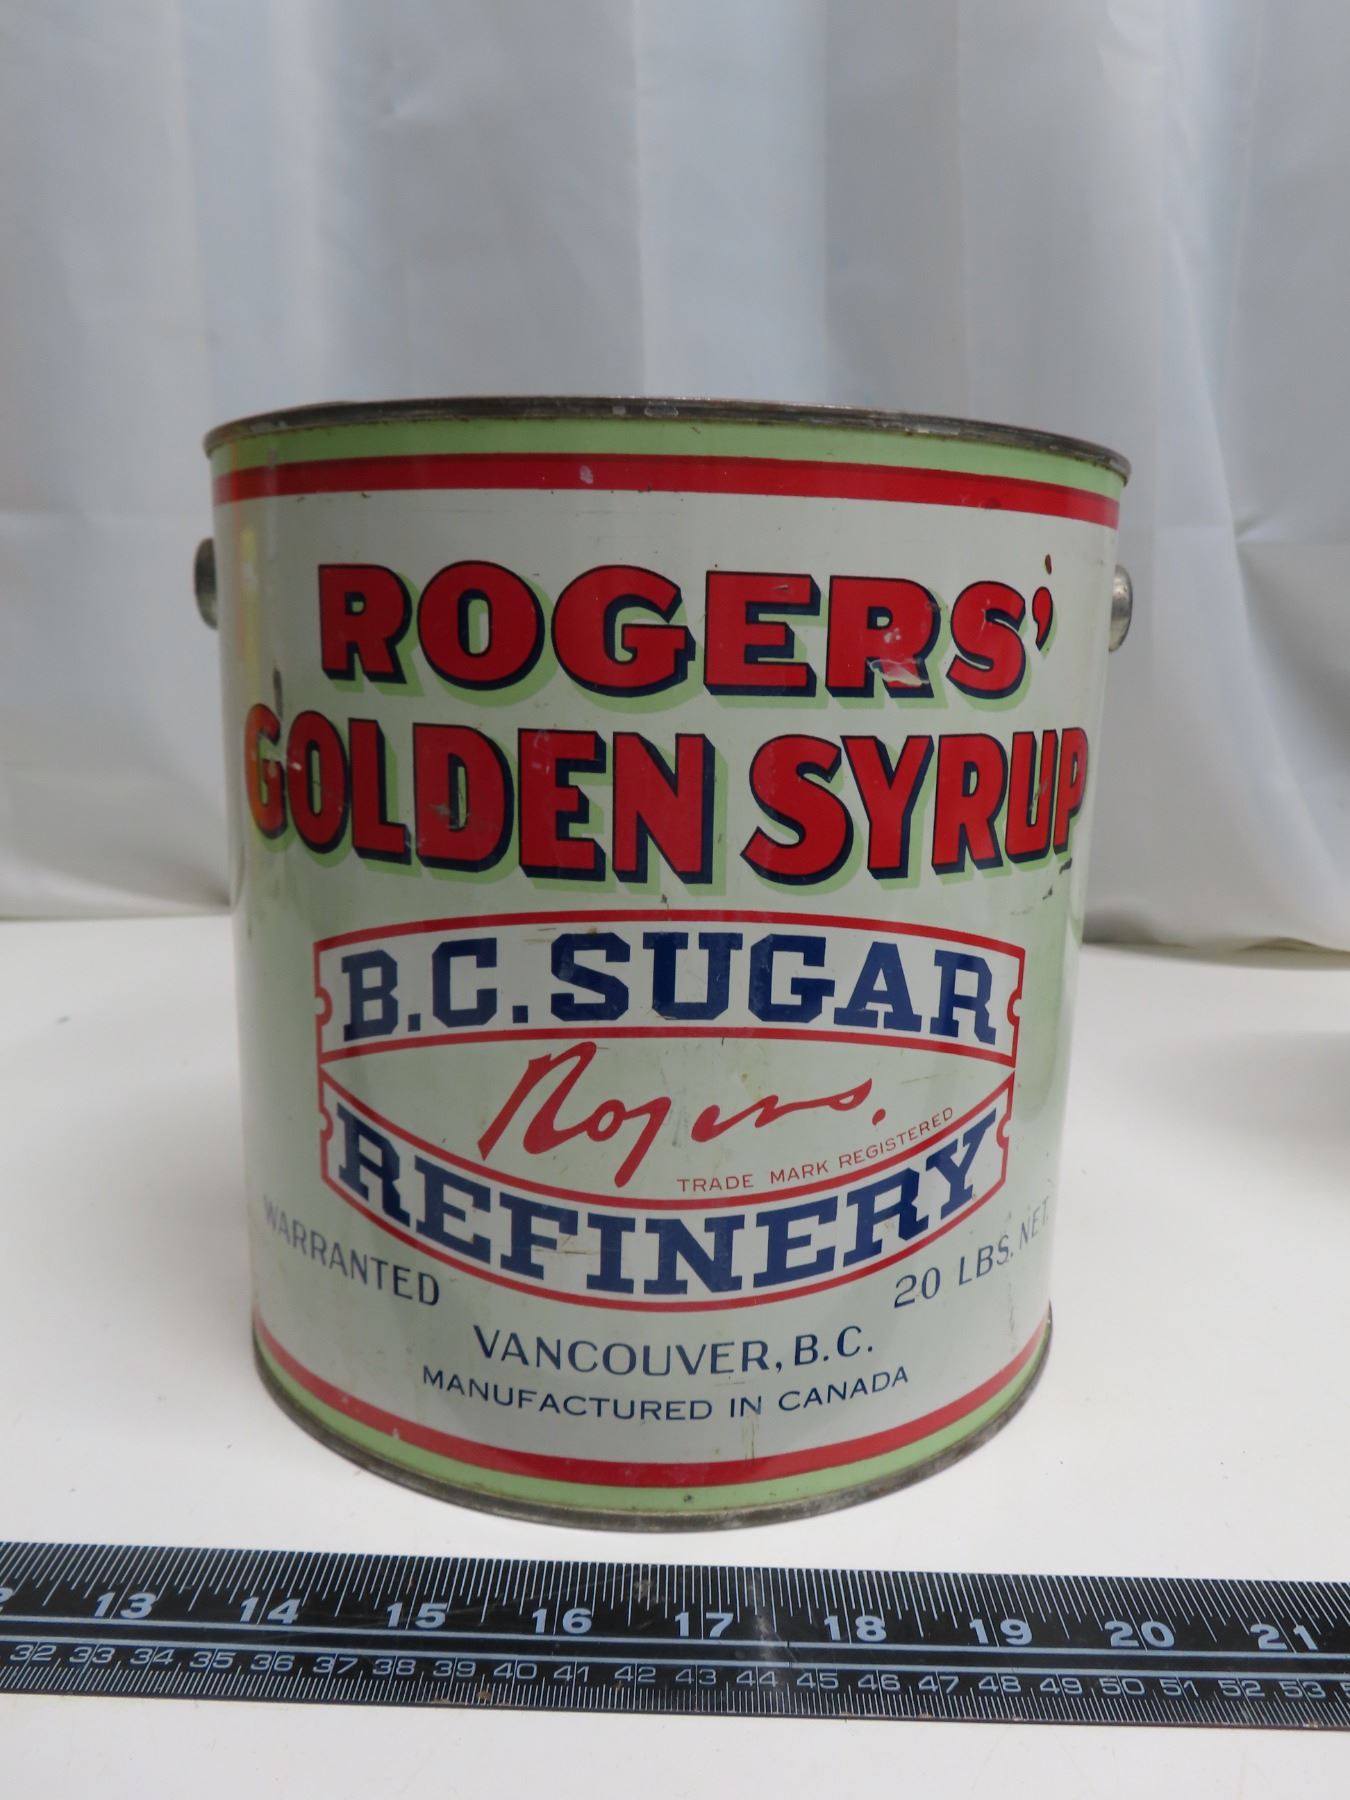 ROGERS'
GOLDEN SYRUP
B.C. SUGAR
Rogers.
TRADE MARK REGISTERED
REFINERY
WARRANTED
20 LBS. NET.
VANCOUVER, B.C.
MANUFACTURED IN CANADA
13 14 15 16 17 18 19 20 21
32 33 34 35 36 37 38 39 40 41 42 43 44 45 46 47 48 49 50 51 52 53